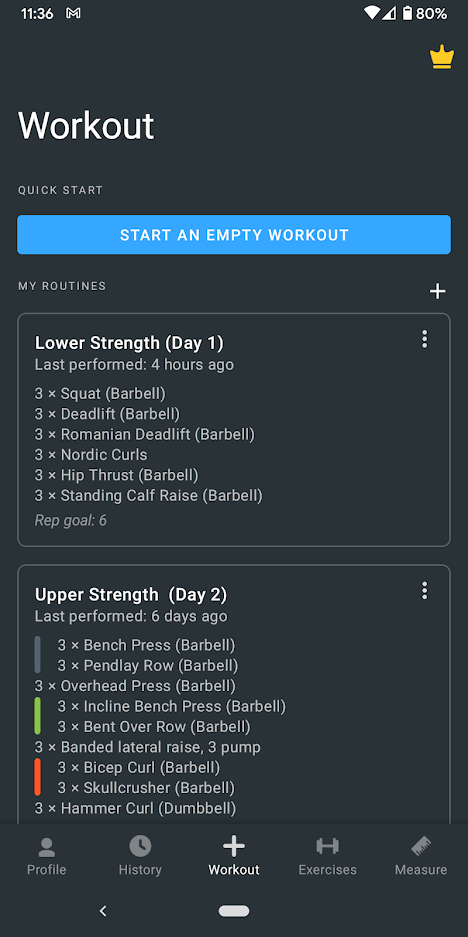 11:36
80%
Workout
QUICK START
START AN EMPTY WORKOUT
MY ROUTINES
Lower Strength (Day 1)
Last performed: 4 hours ago
3 × Squat (Barbell)
3 × Deadlift (Barbell)
3 × Romanian Deadlift (Barbell)
3 × Nordic Curls
3 × Hip Thrust (Barbell)
3 × Standing Calf Raise (Barbell)
Rep goal: 6
Upper Strength  (Day 2)
Last performed: 6 days ago
3 × Bench Press (Barbell)
3 × Pendlay Row (Barbell)
3 × Overhead Press (Barbell)
3 × Incline Bench Press (Barbell)
3 × Bent Over Row (Barbell)
3 × Banded lateral raise, 3 pump
3 × Bicep Curl (Barbell)
3 × Skullcrusher (Barbell)
3 × Hammer Curl (Dumbbell)
Profile
History
Workout
Exercises
Measure